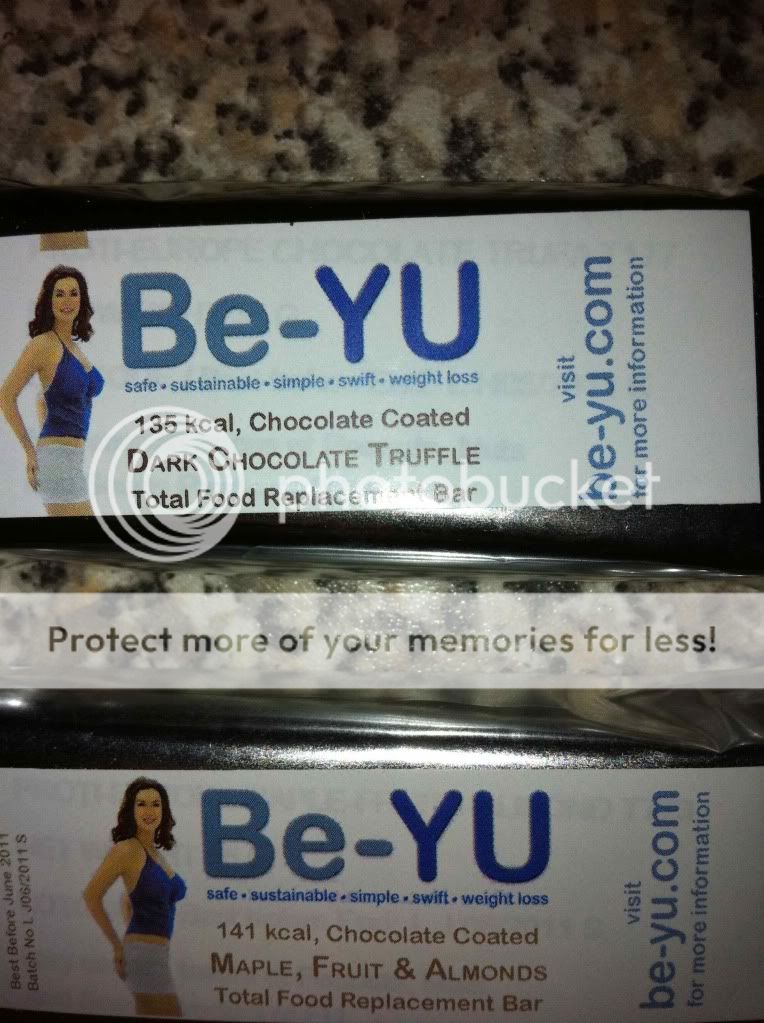 Be-YU
safe • sustainable • simple • swift • weight loss
135 kcal, Chocolate Coated
DARK CHOCOLATE TRUFFLE
Total Food Replacement Bar
visit
be-yu.com
for more information
photobucket
Protect more of your memories for less!
Best Before June 2011
Batch No L J06/2011 S
Be-YU
safe • sustainable • simple • swift • weight loss
141 kcal, Chocolate Coated
MAPLE, FRUIT & ALMONDS
Total Food Replacement Bar
visit
be-yu.com
for more information